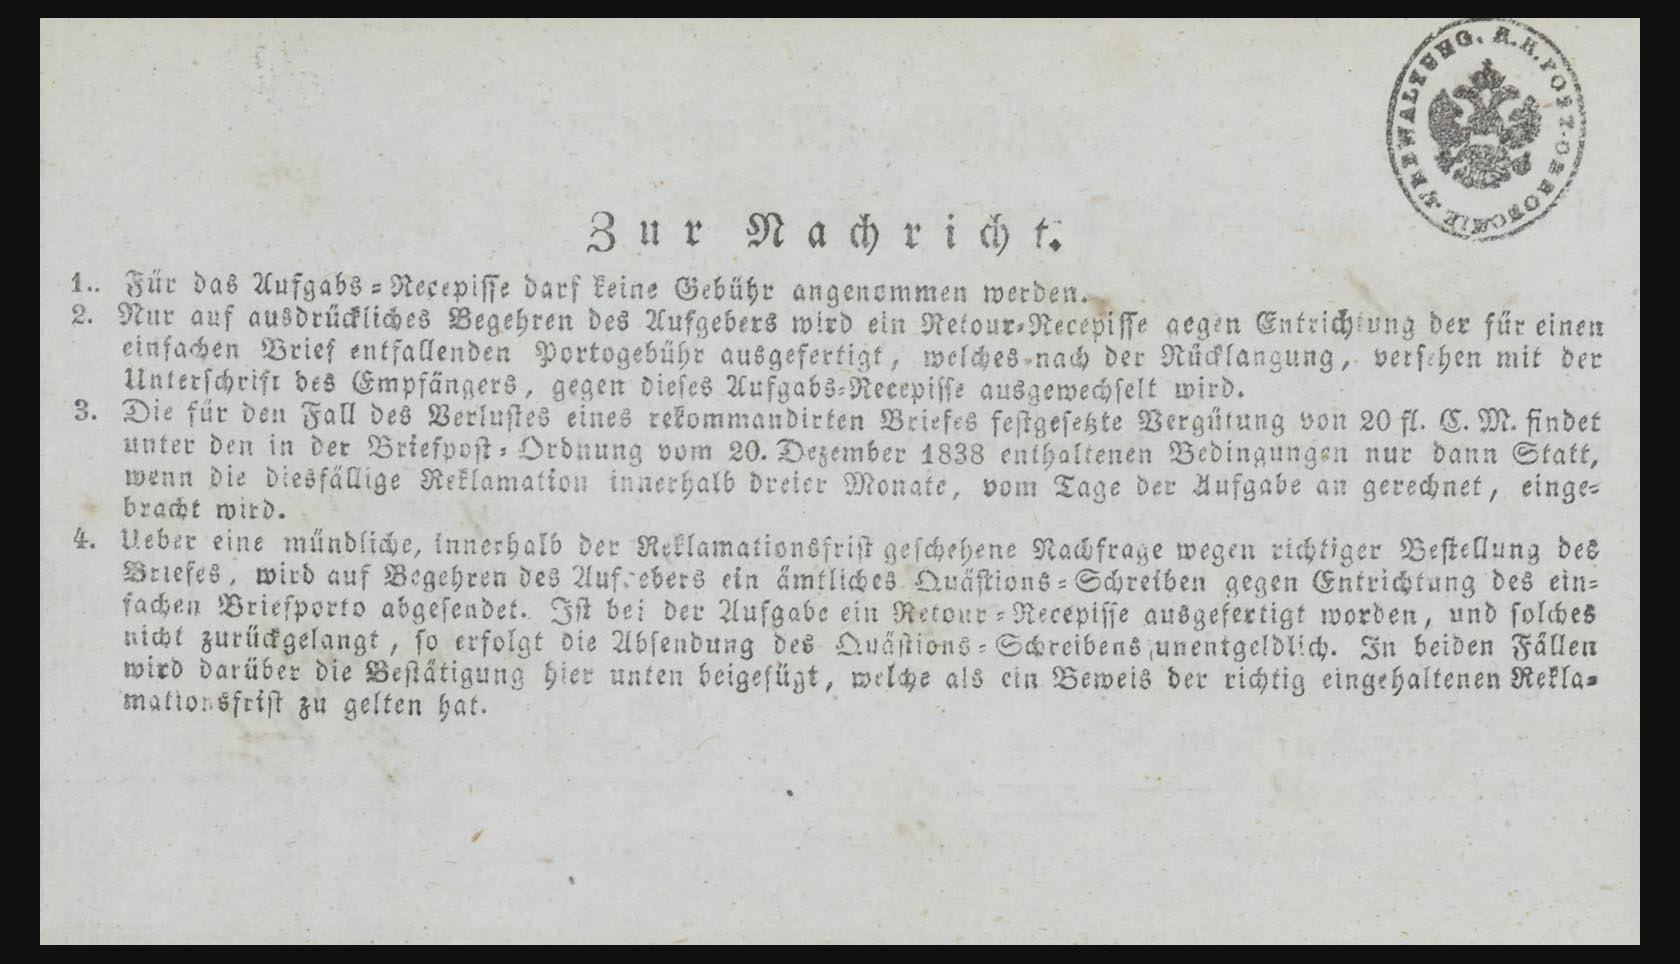 K. K. POST-OEKONOMIE-VERWALTUNG.
Zur Nachricht.
1. Für das Aufgabs=Recepisse darf keine Gebühr angenommen werden.
2. Nur auf ausdrückliches Begehren des Aufgebers wird ein Retour=Recepisse gegen Entrichtung der für einen
einfachen Brief entfallenden Portogebühr ausgefertigt, welches nach der Rücklangung, versehen mit der
Unterschrift des Empfängers, gegen dieses Aufgabs=Recepisse ausgewechselt wird.
3. Die für den Fall des Verlustes eines rekommandirten Briefes festgesetzte Vergütung von 20 fl. C. M. findet
unter den in der Briefpost=Ordnung vom 20. Dezember 1838 enthaltenen Bedingungen nur dann Statt,
wenn die diesfällige Reklamation innerhalb dreier Monate, vom Tage der Aufgabe an gerechnet, einge=
bracht wird.
4. Ueber eine mündliche, innerhalb der Reklamationsfrist geschehene Nachfrage wegen richtiger Bestellung des
Briefes, wird auf Begehren des Aufgebers ein ämtliches Quästions=Schreiben gegen Entrichtung des ein=
fachen Briefporto abgesendet. Ist bei der Aufgabe ein Retour=Recepisse ausgefertigt worden, und solches
nicht zurückgelangt, so erfolgt die Absendung des Quästions=Schreibens unentgeldlich. In beiden Fällen
wird darüber die Bestätigung hier unten beigefügt, welche als ein Beweis der richtig eingehaltenen Rekla=
mationsfrist zu gelten hat.